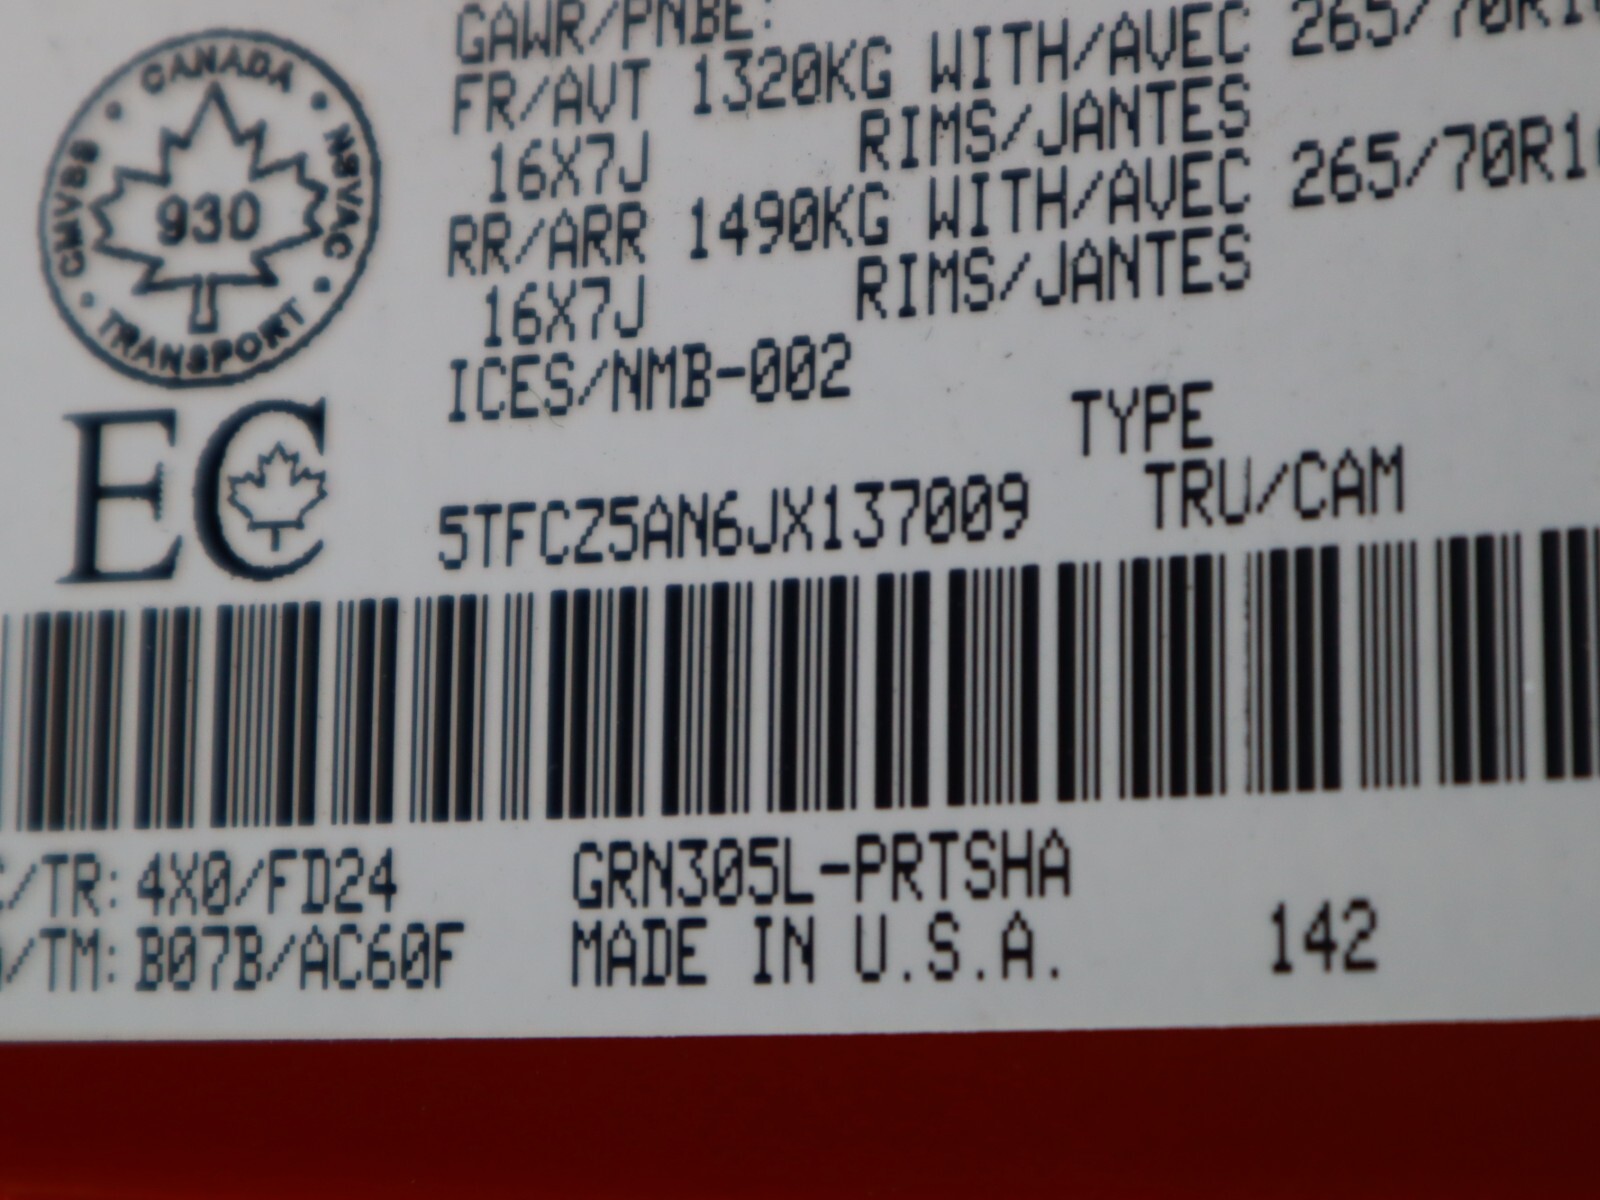 CANADA
CMVSS
NSVAC
930
TRANSPORT
EC
GAWR/PNBE:
FR/AVT 1320KG WITH/AVEC 265/70R16
16X7J RIMS/JANTES
RR/ARR 1490KG WITH/AVEC 265/70R16
16X7J RIMS/JANTES
ICES/NMB-002
TYPE
5TFCZ5AN6JX137009 TRU/CAM
/TR: 4X0/FD24 GRN305L-PRTSHA
/TM: B07B/AC60F MADE IN U.S.A. 142